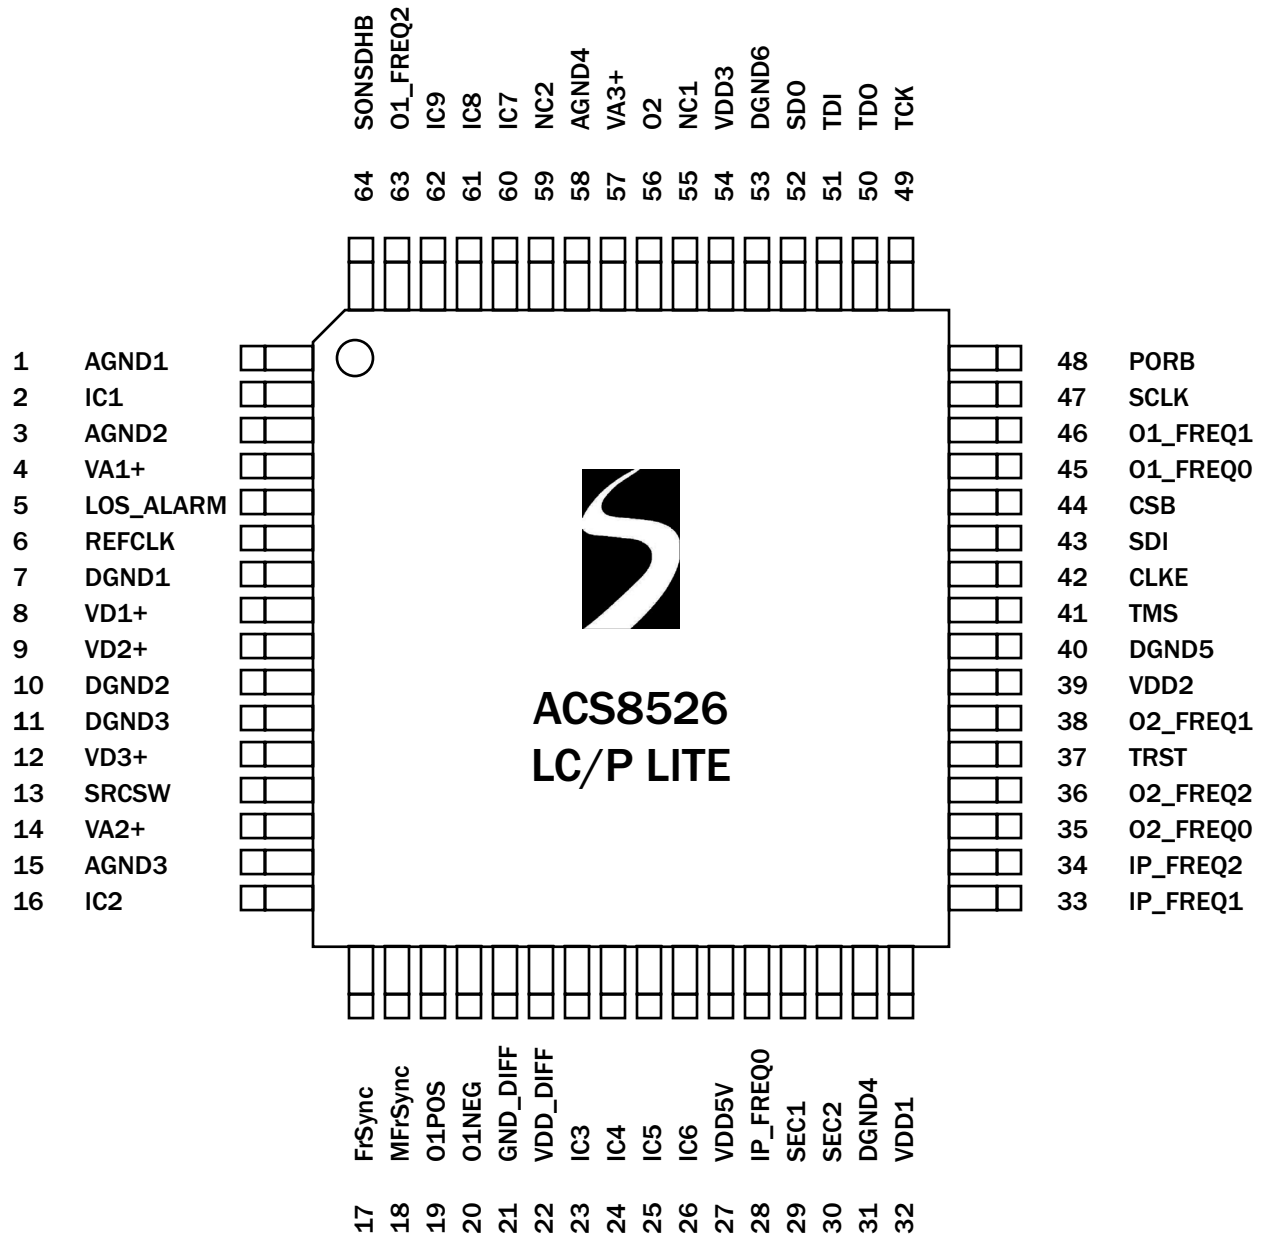 64 SONSDHB
63 O1_FREQ2
62 IC9
61 IC8
60 IC7
59 NC2
58 AGND4
57 VA3+
56 O2
55 NC1
54 VDD3
53 DGND6
52 SDO
51 TDI
50 TDO
49 TCK
1 AGND1
2 IC1
3 AGND2
4 VA1+
5 LOS_ALARM
6 REFCLK
7 DGND1
8 VD1+
9 VD2+
10 DGND2
11 DGND3
12 VD3+
13 SRCSW
14 VA2+
15 AGND3
16 IC2
ACS8526
LC/P LITE
48 PORB
47 SCLK
46 O1_FREQ1
45 O1_FREQ0
44 CSB
43 SDI
42 CLKE
41 TMS
40 DGND5
39 VDD2
38 O2_FREQ1
37 TRST
36 O2_FREQ2
35 O2_FREQ0
34 IP_FREQ2
33 IP_FREQ1
17 FrSync
18 MFrSync
19 O1POS
20 O1NEG
21 GND_DIFF
22 VDD_DIFF
23 IC3
24 IC4
25 IC5
26 IC6
27 VDD5V
28 IP_FREQ0
29 SEC1
30 SEC2
31 DGND4
32 VDD1